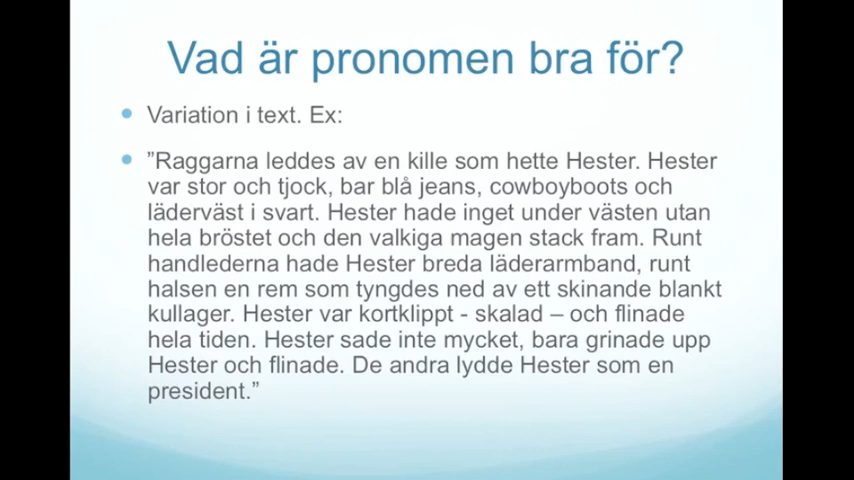 Vad är pronomen bra för?
Variation i text. Ex:
”Raggarna leddes av en kille som hette Hester. Hester
var stor och tjock, bar blå jeans, cowboyboots och
läderväst i svart. Hester hade inget under västen utan
hela bröstet och den valkiga magen stack fram. Runt
handlederna hade Hester breda läderarmband, runt
halsen en rem som tyngdes ned av ett skinande blankt
kullager. Hester var kortklippt - skalad – och flinade
hela tiden. Hester sade inte mycket, bara grinade upp
Hester och flinade. De andra lydde Hester som en
president.”